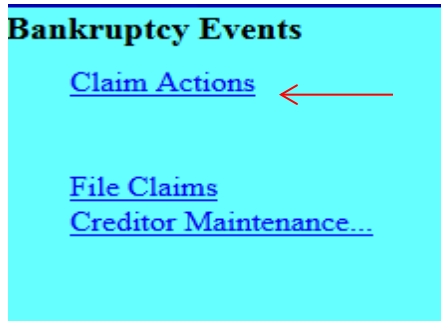 Bankruptcy Events
Claim Actions
File Claims
Creditor Maintenance...